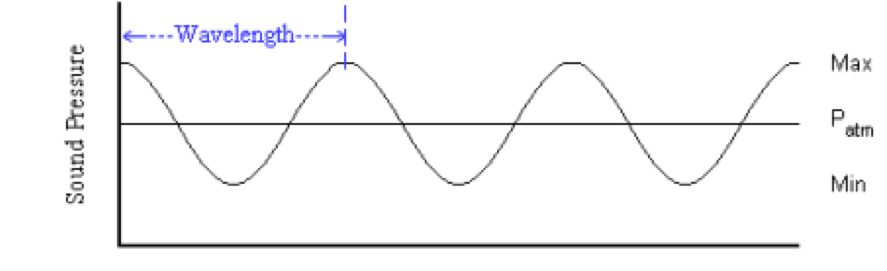 Wavelength
Sound Pressure
Max
Patm
Min